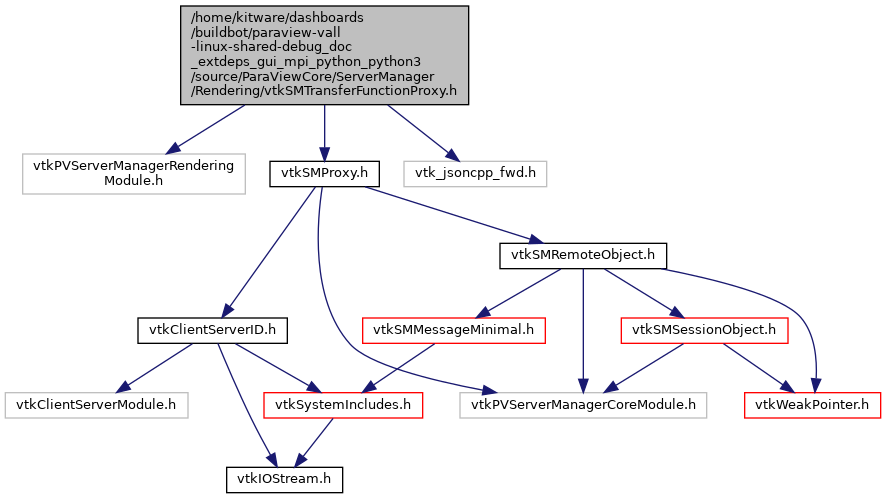 /home/kitware/dashboards
/buildbot/paraview-vall
-linux-shared-debug_doc
_extdeps_gui_mpi_python_python3
/source/ParaViewCore/ServerManager
/Rendering/vtkSMTransferFunctionProxy.h
vtkPVServerManagerRendering
Module.h
vtkSMProxy.h
vtk_jsoncpp_fwd.h
vtkSMRemoteObject.h
vtkClientServerID.h
vtkSMMessageMinimal.h
vtkSMSessionObject.h
vtkClientServerModule.h
vtkSystemIncludes.h
vtkPVServerManagerCoreModule.h
vtkWeakPointer.h
vtkIOStream.h